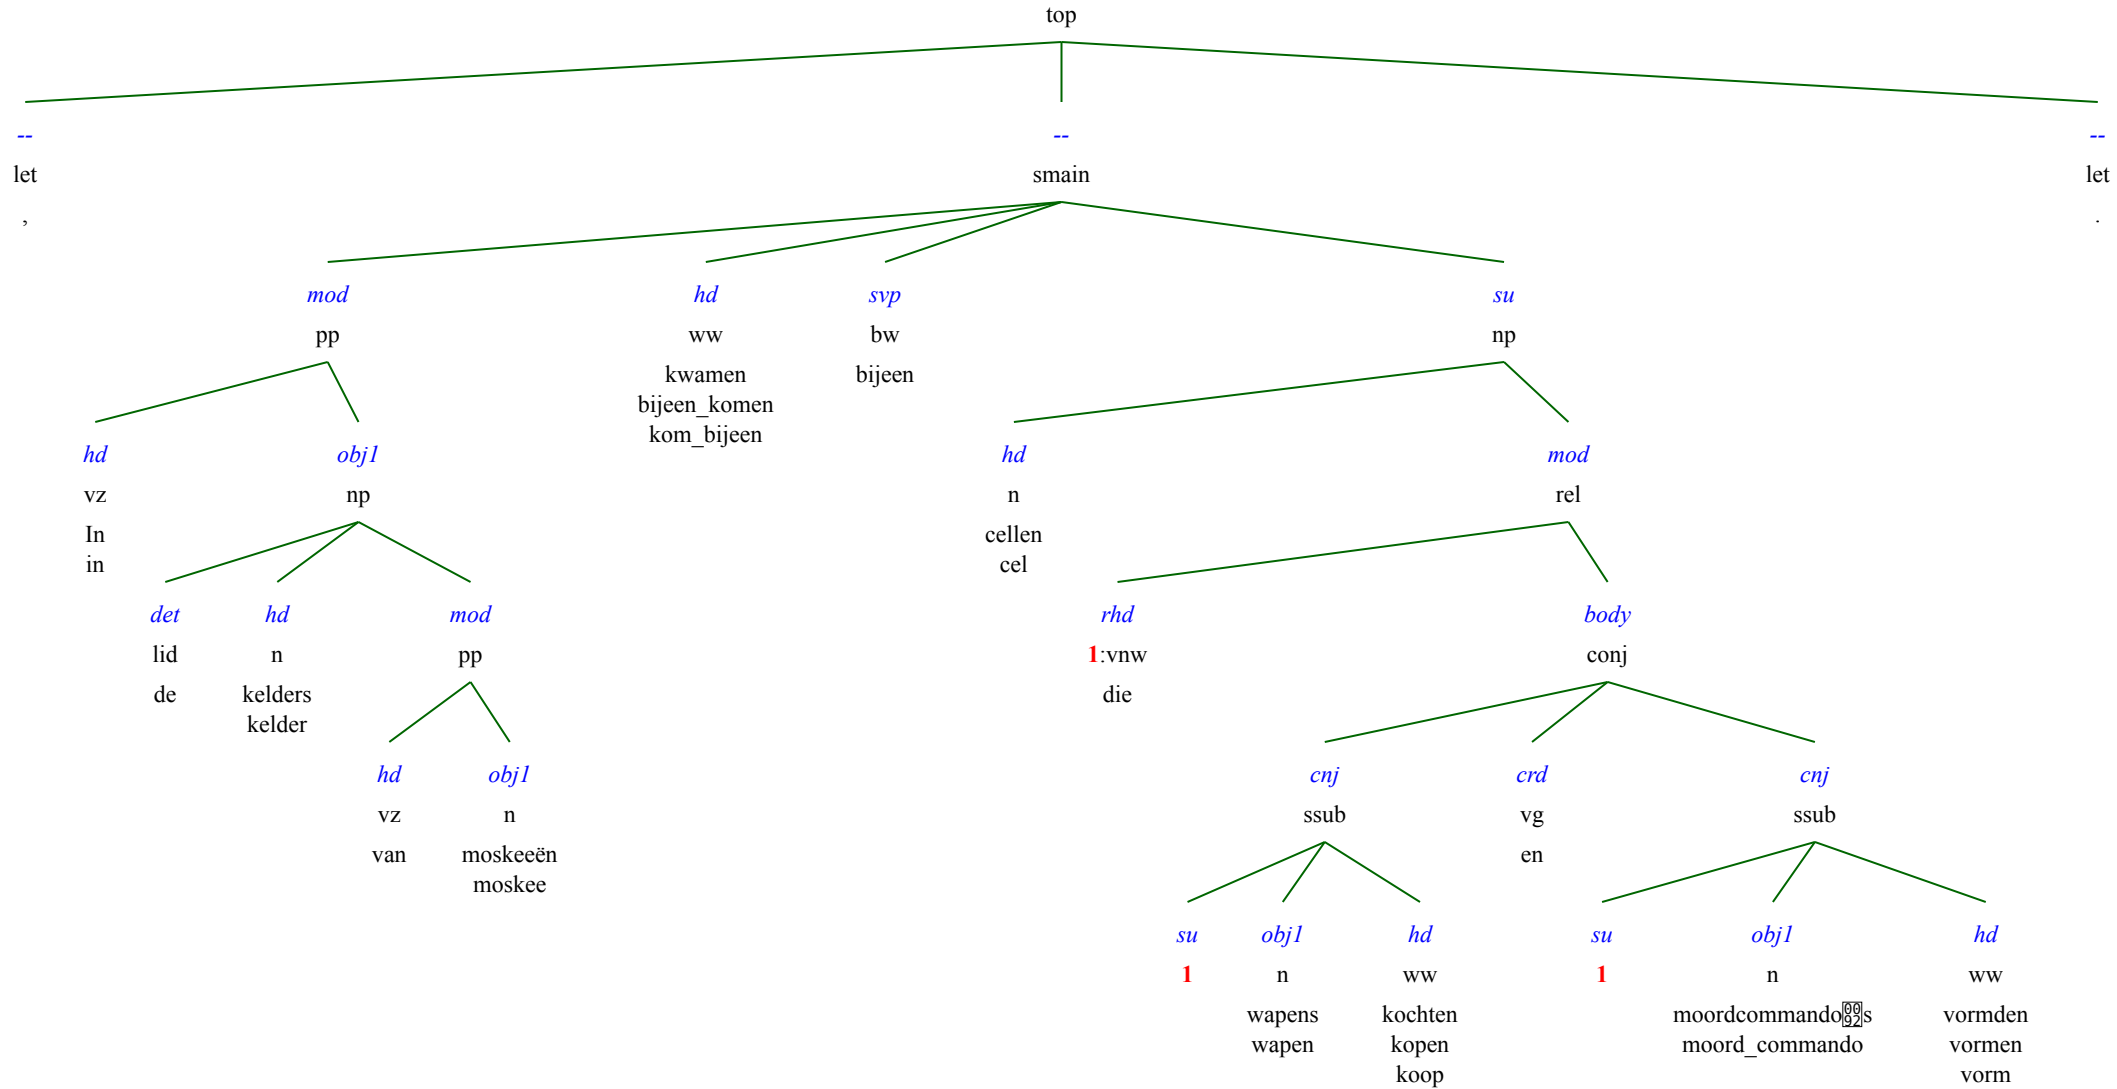 top
-- -- --
let smain let
, .
mod hd svp su
pp ww bw np
kwamen bijeen
bijeen_komen
kom_bijeen
hd obj1 hd mod
vz np n rel
In cellen
in cel
det hd mod rhd body
lid n pp 1:vnw conj
de kelders die
kelder
hd obj1 cnj crd cnj
vz n ssub vg ssub
van moskeeën en
moskee
su obj1 hd su obj1 hd
1 n ww 1 n ww
wapens kochten moordcommando0092s vormden
wapen kopen moord_commando vormen
koop vorm